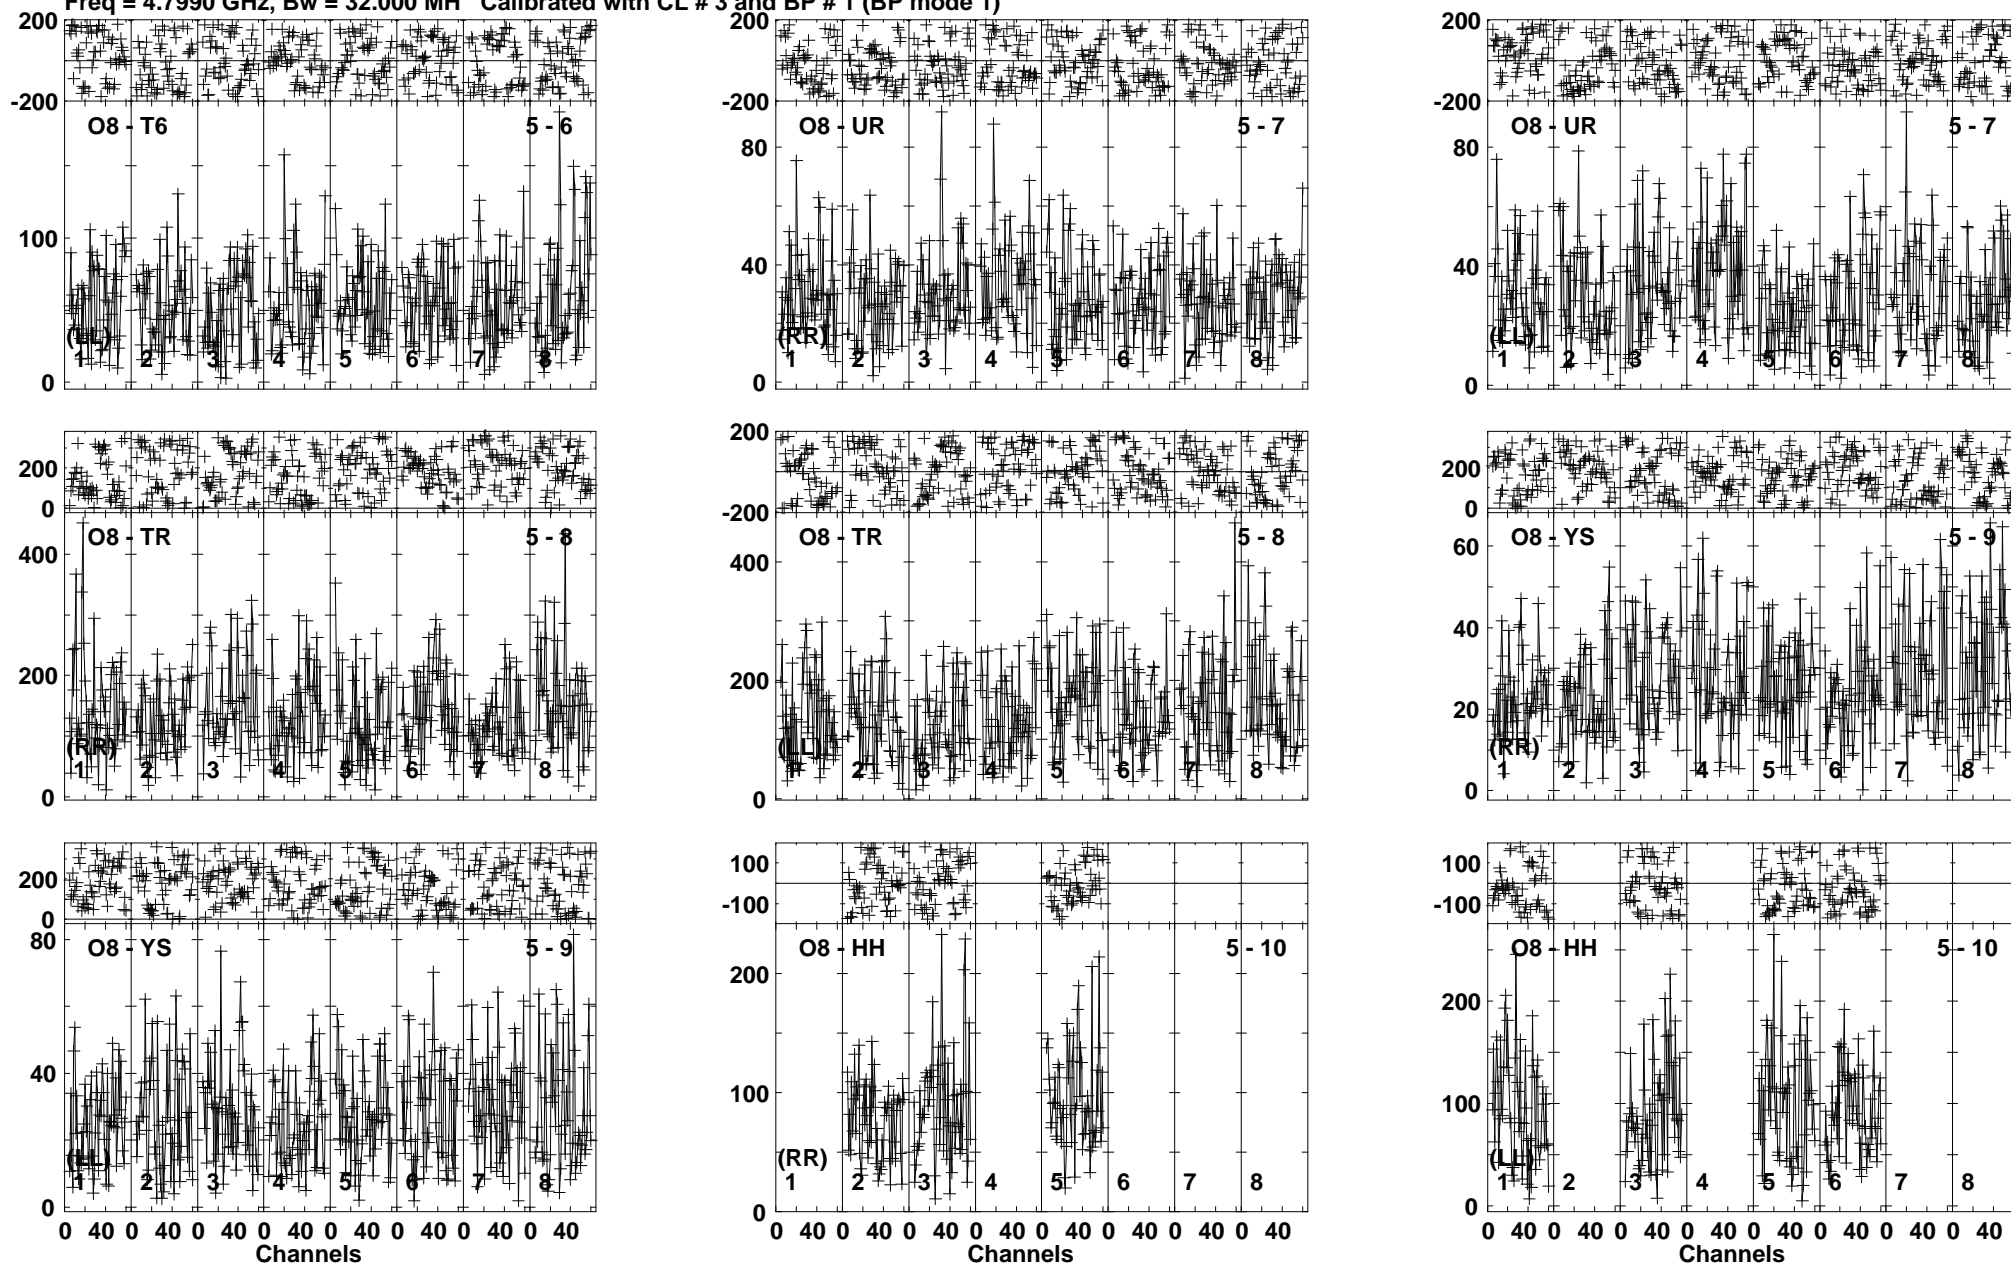 Freq = 4.7990 GHz, Bw = 32.000 MH Calibrated with CL # 3 and BP # 1 (BP mode 1)
200
-200
O8 - T6 5 - 6
100
0
(LL)
1 2 3 4 5 6 7 8
200
-200
O8 - UR 5 - 7
80
40
0
(RR)
1 2 3 4 5 6 7 8
200
-200
O8 - UR 5 - 7
80
40
0
(LL)
1 2 3 4 5 6 7 8
200
0
O8 - TR 5 - 8
400
200
0
(RR)
1 2 3 4 5 6 7 8
200
-200
O8 - TR 5 - 8
400
200
0
(LL)
1 2 3 4 5 6 7 8
200
0
O8 - YS 5 - 9
60
40
20
0
(RR)
1 2 3 4 5 6 7 8
200
0
O8 - YS 5 - 9
80
40
0
(LL)
1 2 3 4 5 6 7 8
0 40 0 40 0 40 0 40 0 40 0 40 0 40 0 40
Channels
100
-100
O8 - HH 5 - 10
200
100
0
(RR)
1 2 3 4 5 6 7 8
0 40 0 40 0 40 0 40 0 40 0 40 0 40 0 40
Channels
100
-100
O8 - HH 5 - 10
200
100
0
(LL)
1 2 3 4 5 6 7 8
0 40 0 40 0 40 0 40 0 40 0 40 0 40 0 40
Channels